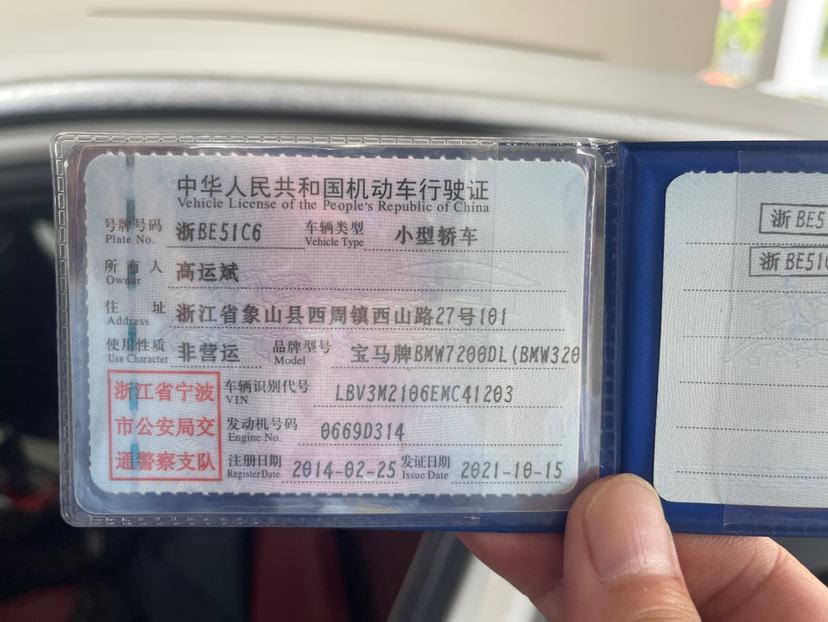 中华人民共和国机动车行驶证
Vehicle License of the People's Republic of China
号牌号码 浙BE51C6 车辆类型 小型轿车
Plate No. Vehicle Type
所有人 高运斌
Owner
住址 浙江省象山县西周镇西山路27号101
Address
使用性质 非营运 品牌型号 宝马牌BMW7200DL(BMW320
Use Character Model
浙江省宁波
市公安局交
通警察支队
车辆识别代号 LBV3M2106EMC41203
VIN
发动机号码 0669D314
Engine No.
注册日期 2014-02-25 发证日期 2021-10-15
Register Date Issue Date
浙BE5
浙BE51